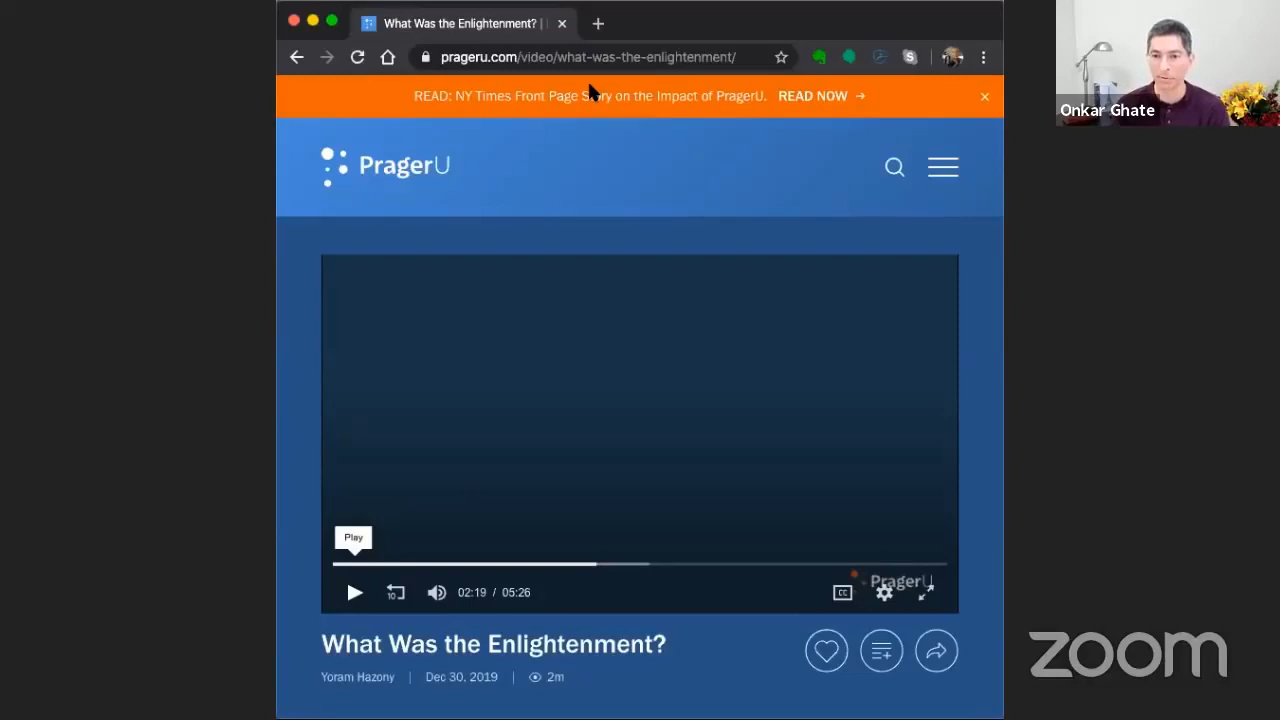 What Was the Enlightenment? |
prageru.com/video/what-was-the-enlightenment/
READ: NY Times Front Page Story on the Impact of PragerU. READ NOW →
Onkar Ghate
PragerU
Play
PragerU
10
02:19 / 05:26
CC
What Was the Enlightenment?
Yoram Hazony | Dec 30, 2019 | 2m
zoom